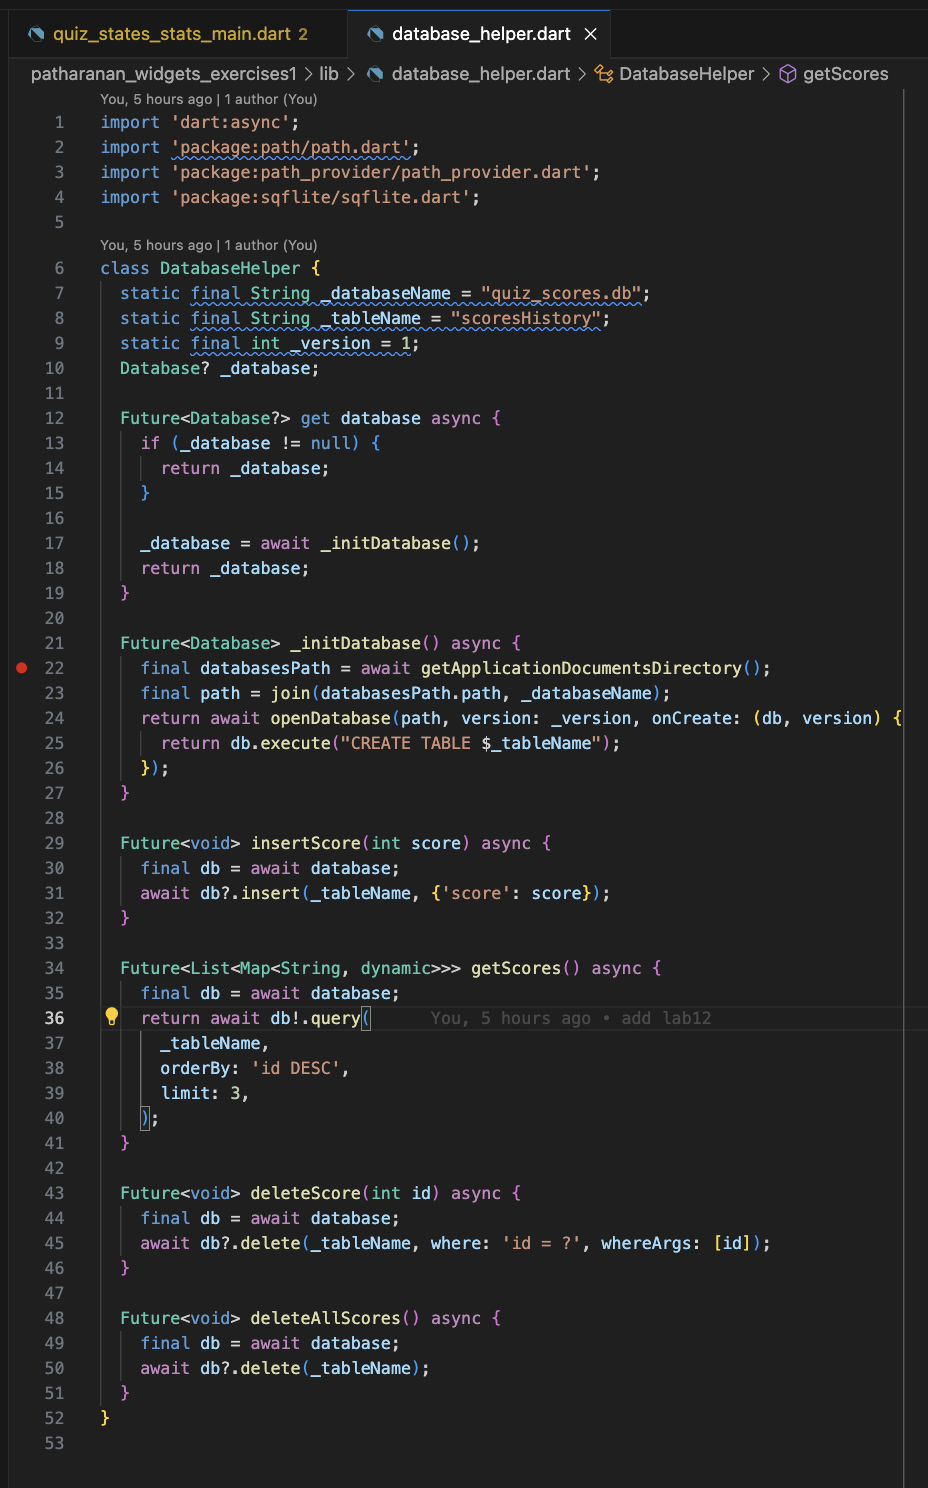 quiz_states_stats_main.dart 2
database_helper.dart
patharanan_widgets_exercises1 > lib > database_helper.dart > DatabaseHelper > getScores
You, 5 hours ago | 1 author (You)
1 import 'dart:async';
2 import 'package:path/path.dart';
3 import 'package:path_provider/path_provider.dart';
4 import 'package:sqflite/sqflite.dart';
5
You, 5 hours ago | 1 author (You)
6 class DatabaseHelper {
7 static final String _databaseName = "quiz_scores.db";
8 static final String _tableName = "scoresHistory";
9 static final int _version = 1;
10 Database? _database;
11
12 Future<Database?> get database async {
13 if (_database != null) {
14 return _database;
15 }
16
17 _database = await _initDatabase();
18 return _database;
19 }
20
21 Future<Database> _initDatabase() async {
22 final databasesPath = await getApplicationDocumentsDirectory();
23 final path = join(databasesPath.path, _databaseName);
24 return await openDatabase(path, version: _version, onCreate: (db, version) {
25 return db.execute("CREATE TABLE $_tableName");
26 });
27 }
28
29 Future<void> insertScore(int score) async {
30 final db = await database;
31 await db?.insert(_tableName, {'score': score});
32 }
33
34 Future<List<Map<String, dynamic>>> getScores() async {
35 final db = await database;
36 return await db!.query( You, 5 hours ago • add lab12
37 _tableName,
38 orderBy: 'id DESC',
39 limit: 3,
40 );
41 }
42
43 Future<void> deleteScore(int id) async {
44 final db = await database;
45 await db?.delete(_tableName, where: 'id = ?', whereArgs: [id]);
46 }
47
48 Future<void> deleteAllScores() async {
49 final db = await database;
50 await db?.delete(_tableName);
51 }
52 }
53